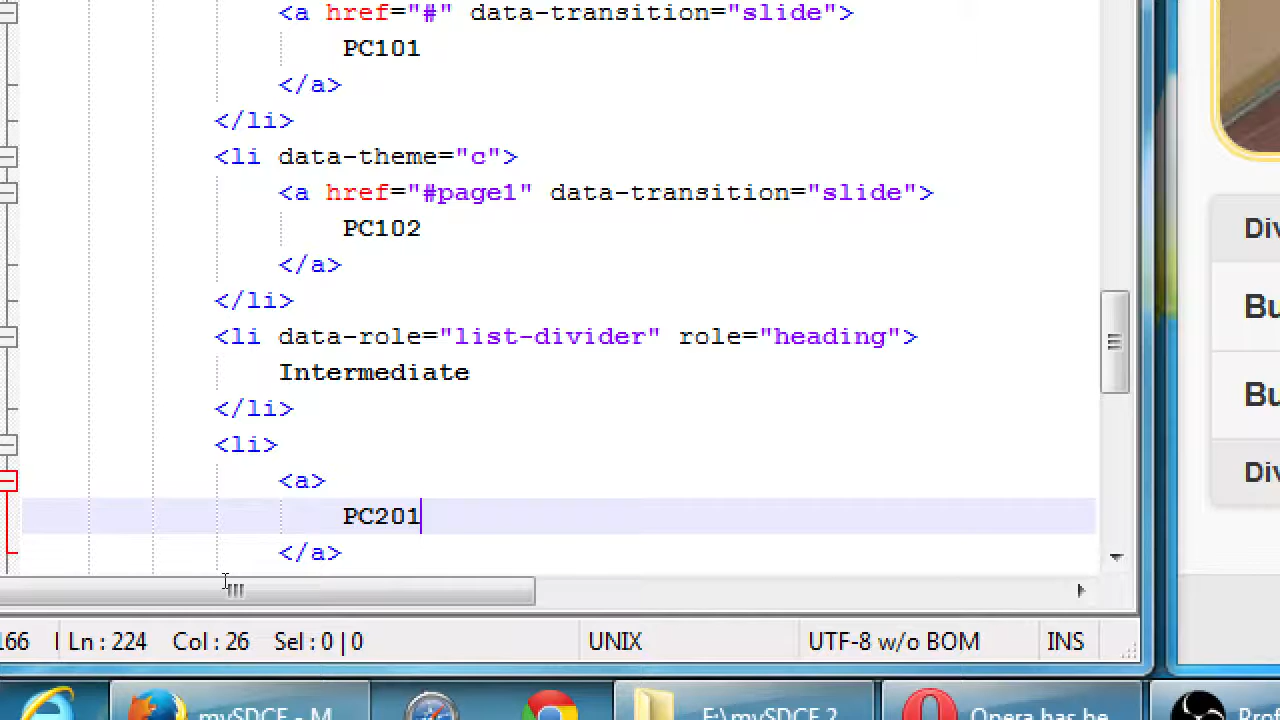 <a href="#" data-transition="slide">
PC101
</a>
</li>
<li data-theme="c">
<a href="#page1" data-transition="slide">
PC102
</a>
</li>
<li data-role="list-divider" role="heading">
Intermediate
</li>
<li>
<a>
PC201
</a>
Div
Bu
Bu
Div
166 Ln : 224 Col : 26 Sel : 0 | 0 UNIX UTF-8 w/o BOM INS
mySDCE - M F:\mySDCE 2 Opera has be